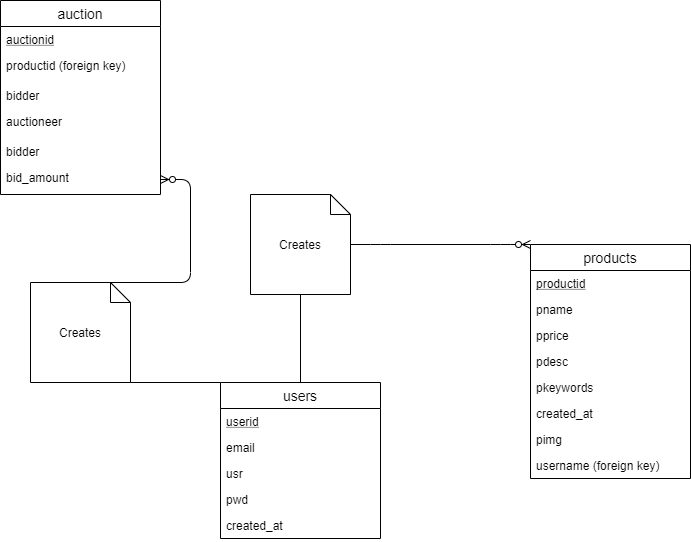 auction
auctionid
productid (foreign key)
bidder
auctioneer
bidder
bid_amount
Creates
Creates
products
productid
pname
pprice
pdesc
pkeywords
created_at
pimg
username (foreign key)
users
userid
email
usr
pwd
created_at